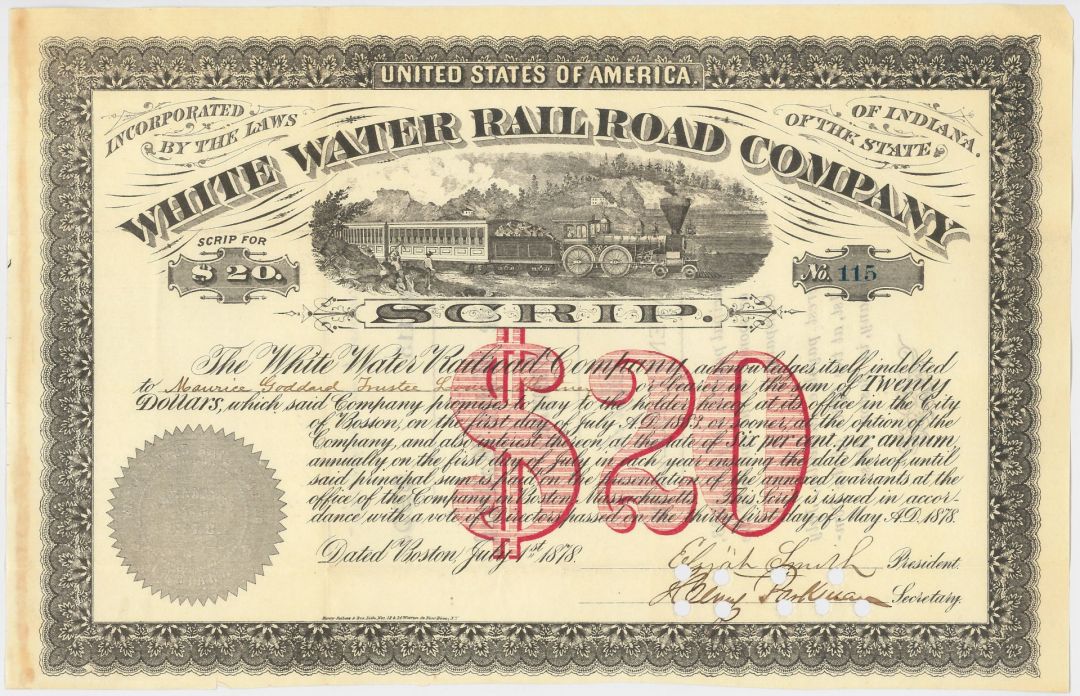 UNITED STATES OF AMERICA.
INCORPORATED BY THE LAWS
OF THE STATE OF INDIANA.
WHITE WATER RAIL ROAD COMPANY
SCRIP FOR
$20.
No. 115
SCRIP.
$20
The White Water Railroad Company acknowledges itself indebted
to Maurice Goddard Trustee or bearer in the sum of Twenty
Dollars, which said Company promises to pay to the holder hereof at its office in the City
of Boston, on the first day of July A.D. or sooner, at the option of the
Company, and also interest thereon at the rate of six per cent. per annum,
annually on the first day of July in each year ensuing the date hereof, until
said principal sum is paid on the presentation of the annexed warrants at the
office of the Company in Boston, Massachusetts. This Scrip is issued in accor-
dance with a vote of Directors passed on the thirty first day of May A.D. 1878.
Dated Boston, July 1st 1878.
Elijah Smith President.
Henry Parkman Secretary.